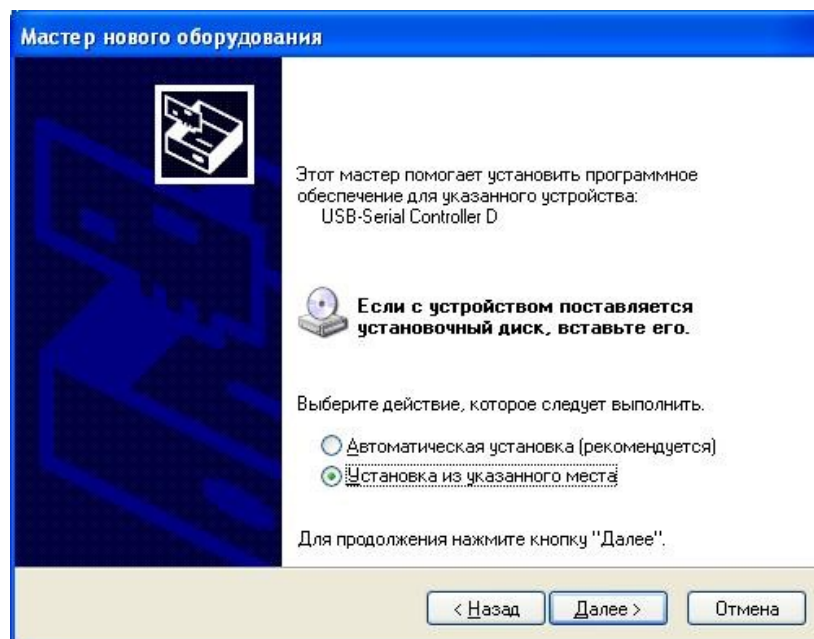 Мастер нового оборудования
Этот мастер помогает установить программное
обеспечение для указанного устройства:
USB-Serial Controller D
Если с устройством поставляется
установочный диск, вставьте его.
Выберите действие, которое следует выполнить.
Автоматическая установка (рекомендуется)
Установка из указанного места
Для продолжения нажмите кнопку "Далее".
< Назад Далее > Отмена